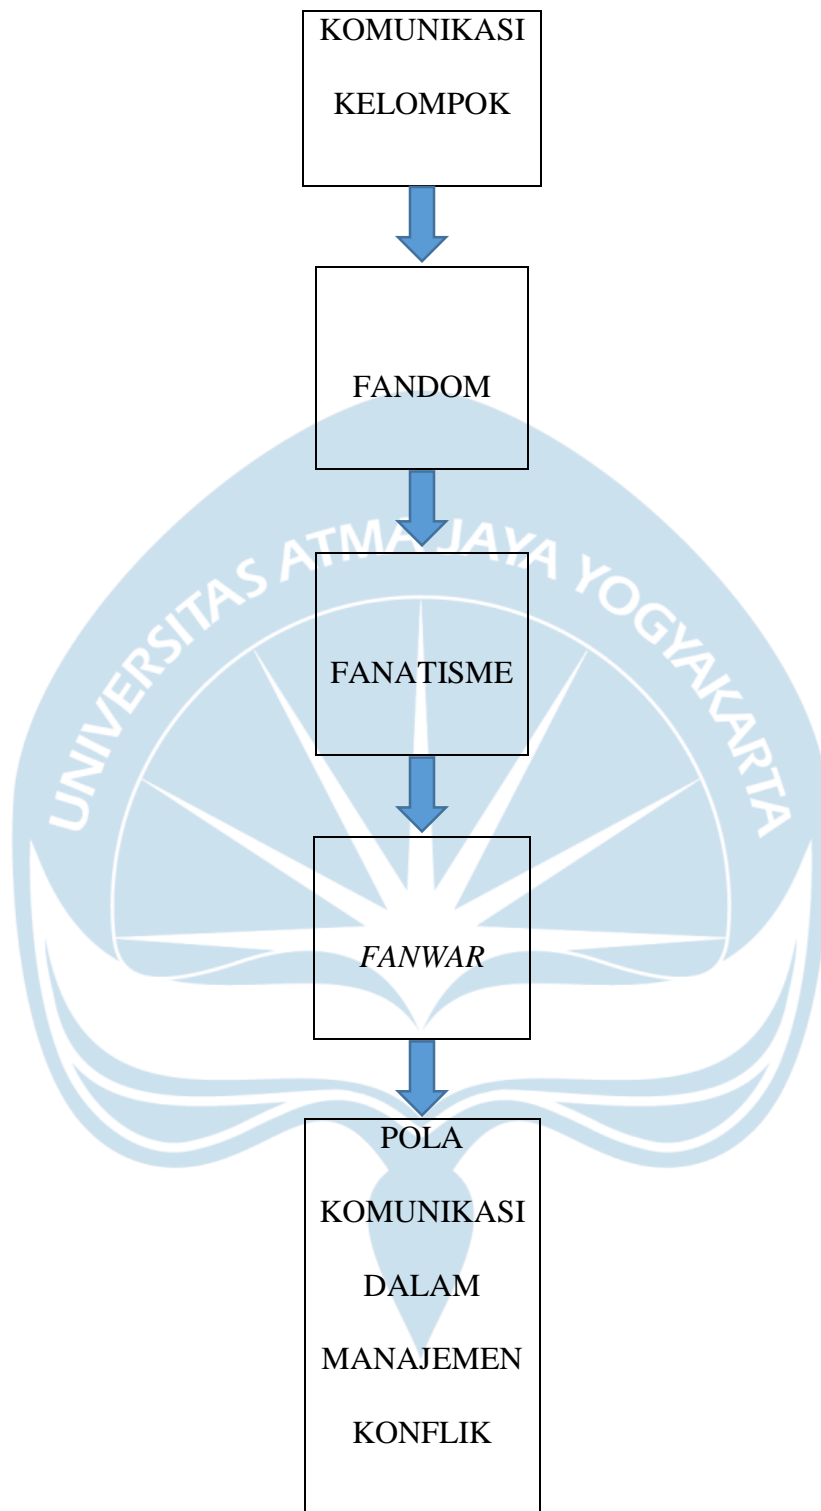 KOMUNIKASI
KELOMPOK
FANDOM
UNIVERSITAS ATMA JAYA YOGYAKARTA
FANATISME
FANWAR
POLA
KOMUNIKASI
DALAM
MANAJEMEN
KONFLIK